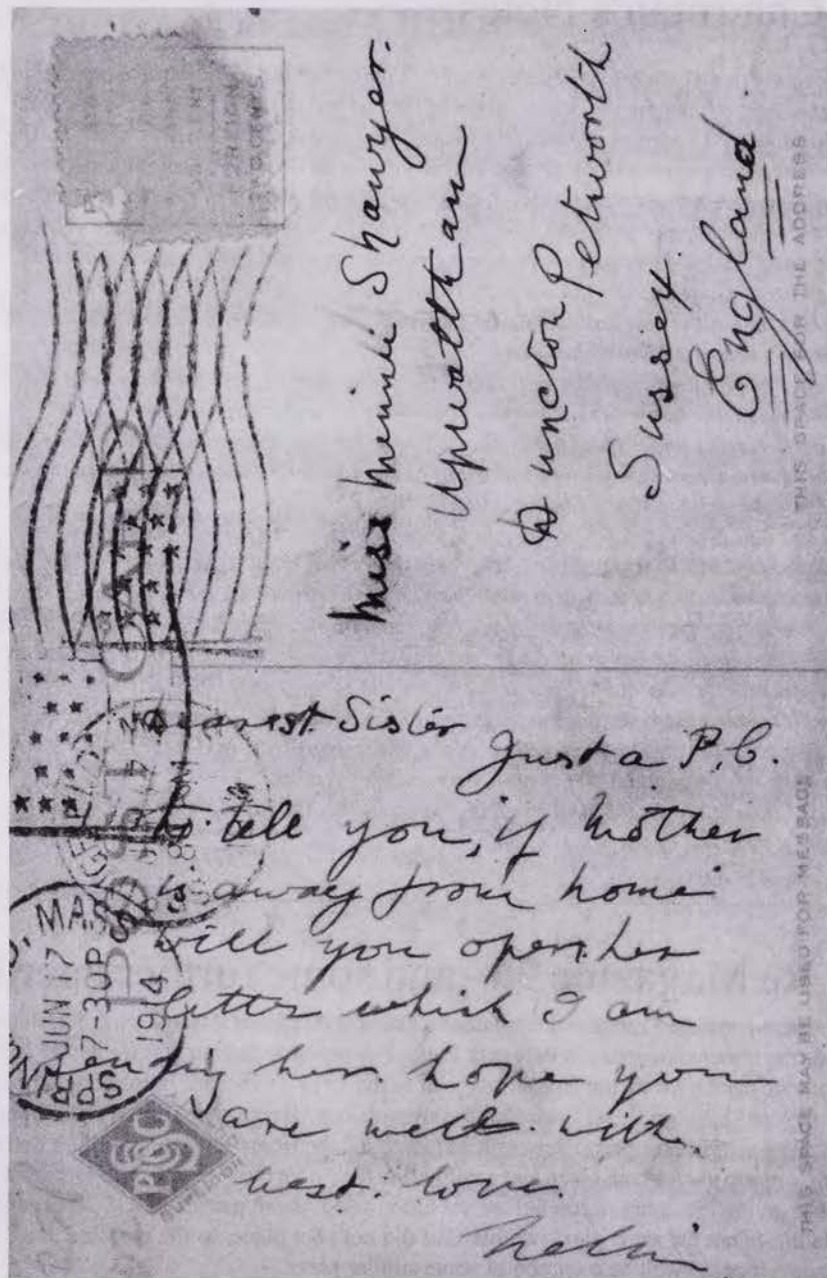 Miss Minnie Shawyer.
Upwaltham
Duncton Petworth
Sussex.
England
THIS SPACE FOR THE ADDRESS
POST CARD
Dearest Sister
Just a P.C.
to tell you, if Mother
is away from home
will you open her
letter which I am
sending her. hope you
are well. with
best. love.
THIS SPACE MAY BE USED FOR MESSAGE
MASS
JUN 17
7-30P
1914